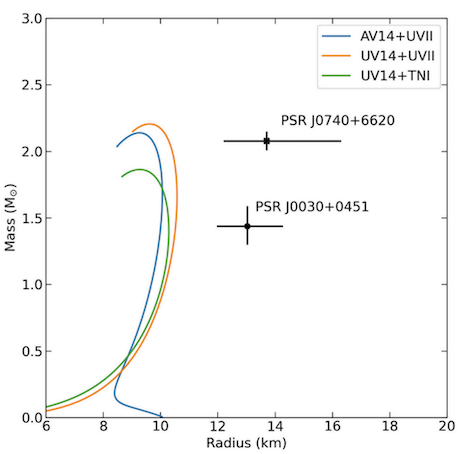 3.0
2.5
2.0
1.5
1.0
0.5
0.0
Mass (M⊙)
AV14+UVII
UV14+UVII
UV14+TNI
PSR J0740+6620
PSR J0030+0451
6 8 10 12 14 16 18 20
Radius (km)